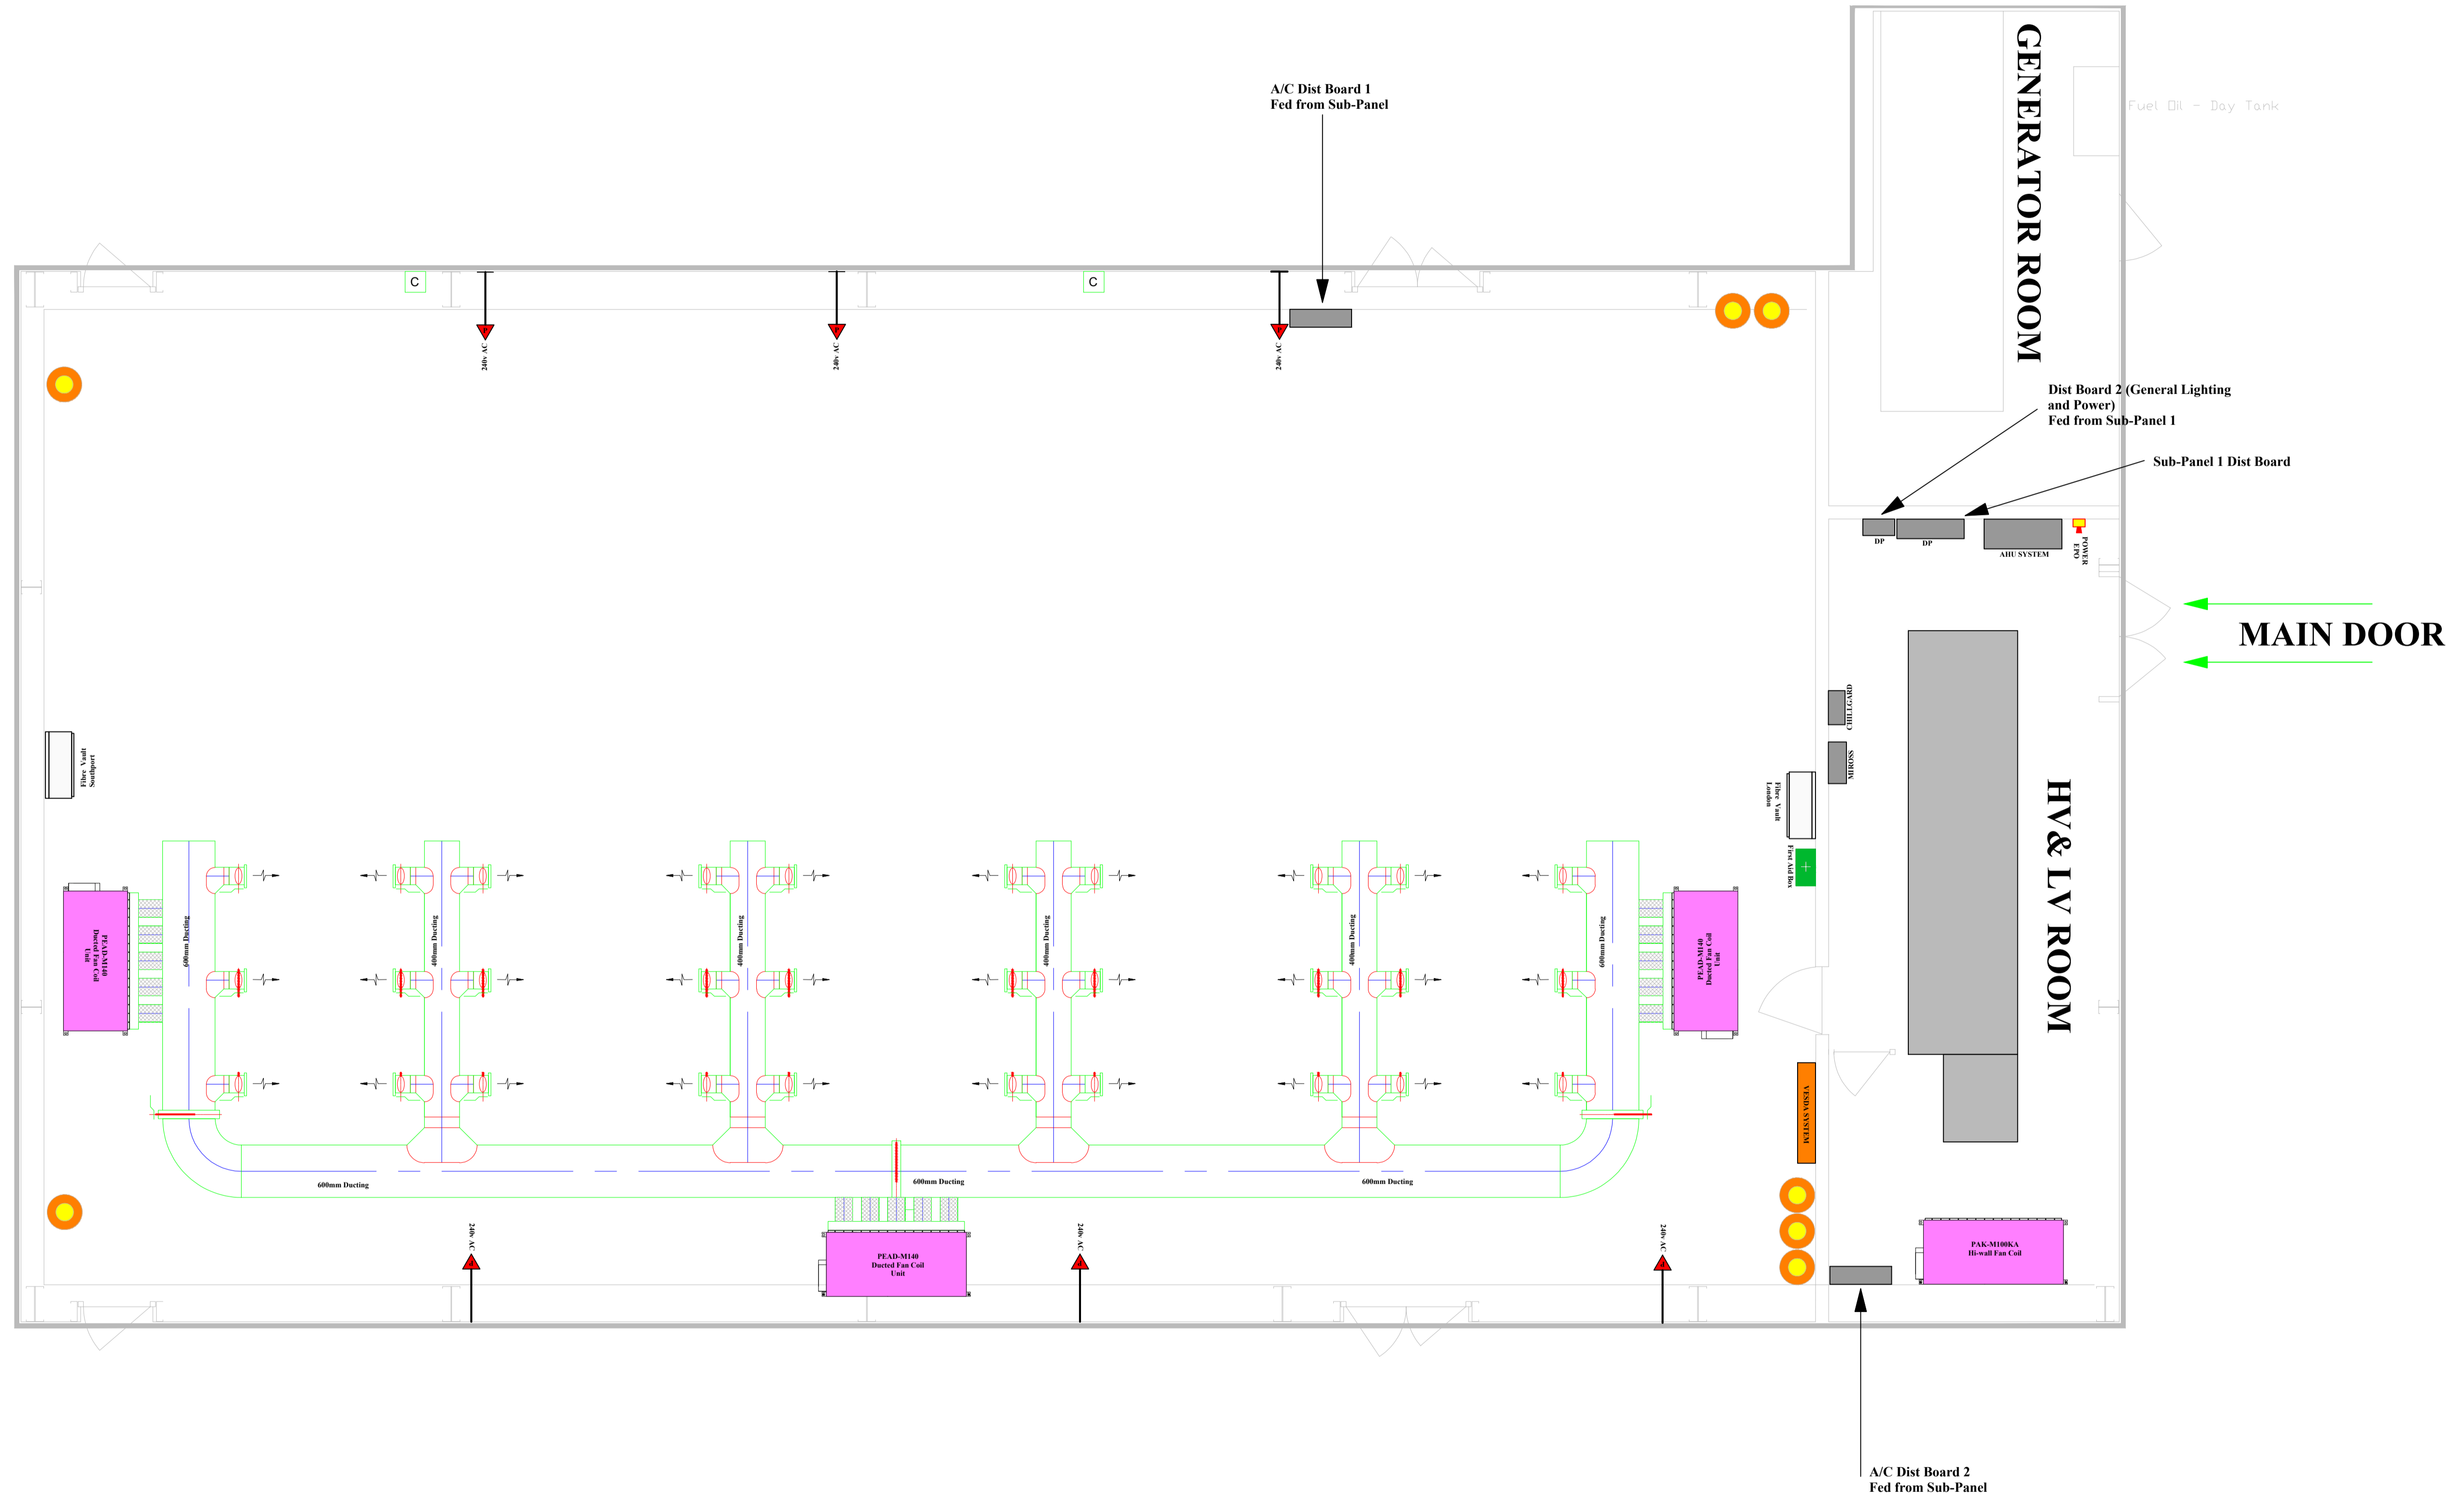 GENERATOR ROOM
A/C Dist Board 1
Fed from Sub-Panel
Fuel Oil - Day Tank
C
C
P
P
P
240v AC
240v AC
240v AC
Dist Board 2 (General Lighting
and Power)
Fed from Sub-Panel 1
Sub-Panel 1 Dist Board
DP
DP
AHU SYSTEM
POWER
EPO
MAIN DOOR
CHILTGARD
MIROSS
Fibre Vault
Southport
Fibre Vault
London
First Aid Box
HV& LV ROOM
PEAD-M140
Ducted Fan Coil
Unit
600mm Ducting
400mm Ducting
400mm Ducting
400mm Ducting
400mm Ducting
600mm Ducting
PEAD-M140
Ducted Fan Coil
Unit
VESDA SYSTEM
600mm Ducting
600mm Ducting
600mm Ducting
240v AC
240v AC
240v AC
PEAD-M140
Ducted Fan Coil
Unit
PAK-M100KA
Hi-wall Fan Coil
A/C Dist Board 2
Fed from Sub-Panel